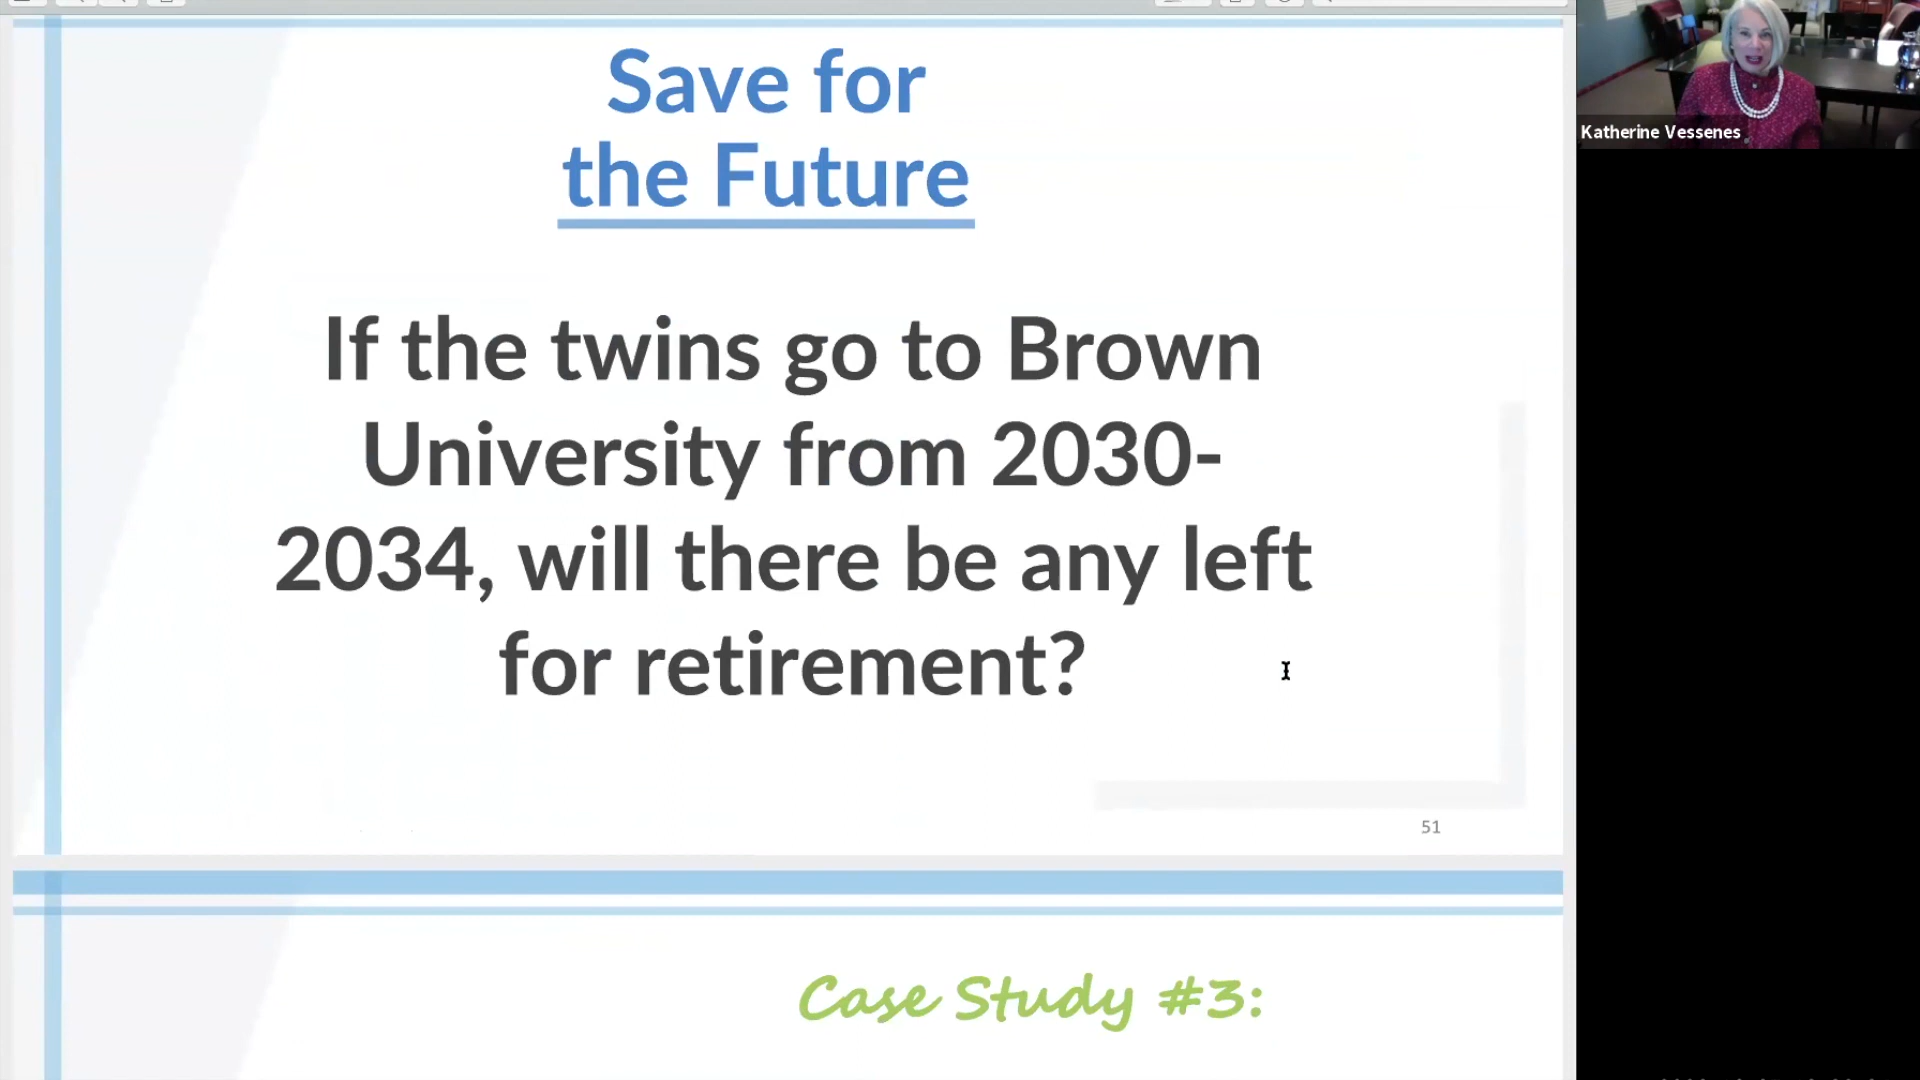 Save for
the Future
Katherine Vessenes
If the twins go to Brown
University from 2030-
2034, will there be any left
for retirement?
51
Case Study #3: